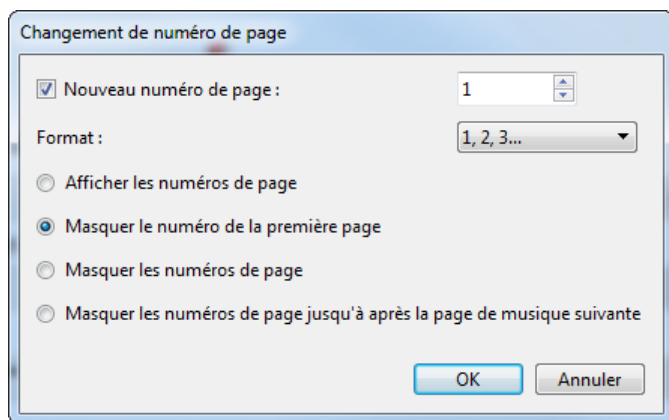 Changement de numéro de page
Nouveau numéro de page : 1
Format : 1, 2, 3...
Afficher les numéros de page
Masquer le numéro de la première page
Masquer les numéros de page
Masquer les numéros de page jusqu'à après la page de musique suivante
OK Annuler